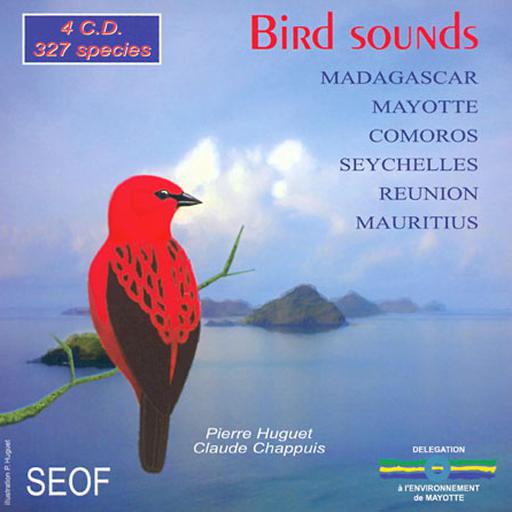 4 C.D.
327 species
Bird sounds
MADAGASCAR
MAYOTTE
COMOROS
SEYCHELLES
REUNION
MAURITIUS
Pierre Huguet
Claude Chappuis
illustration P. Huguet
SEOF
DELEGATION
à l'ENVIRONNEMENT
de MAYOTTE